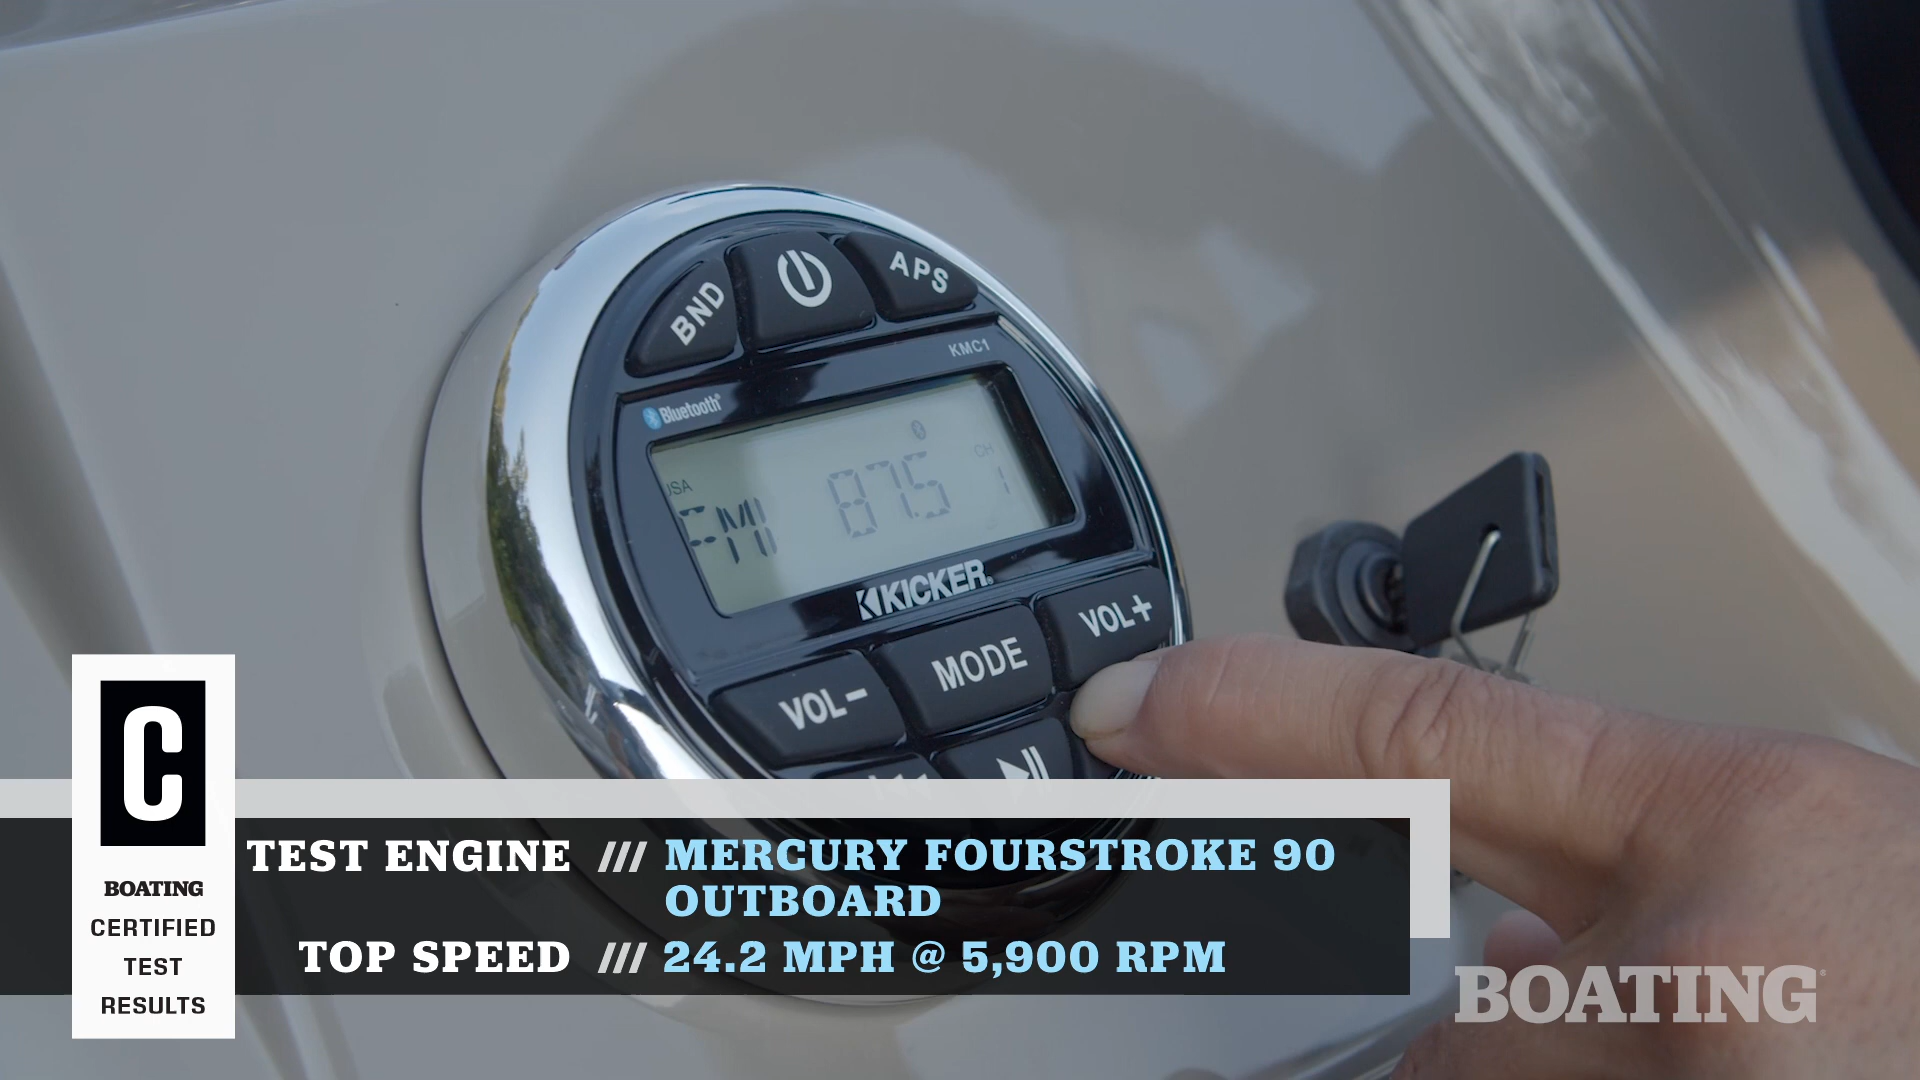 BND
APS
KMC1
Bluetooth®
USA
FM1
87.5
CH
1
KICKER®
VOL-
MODE
VOL+
C
BOATING
CERTIFIED
TEST
RESULTS
TEST ENGINE /// MERCURY FOURSTROKE 90
OUTBOARD
TOP SPEED /// 24.2 MPH @ 5,900 RPM
BOATING®